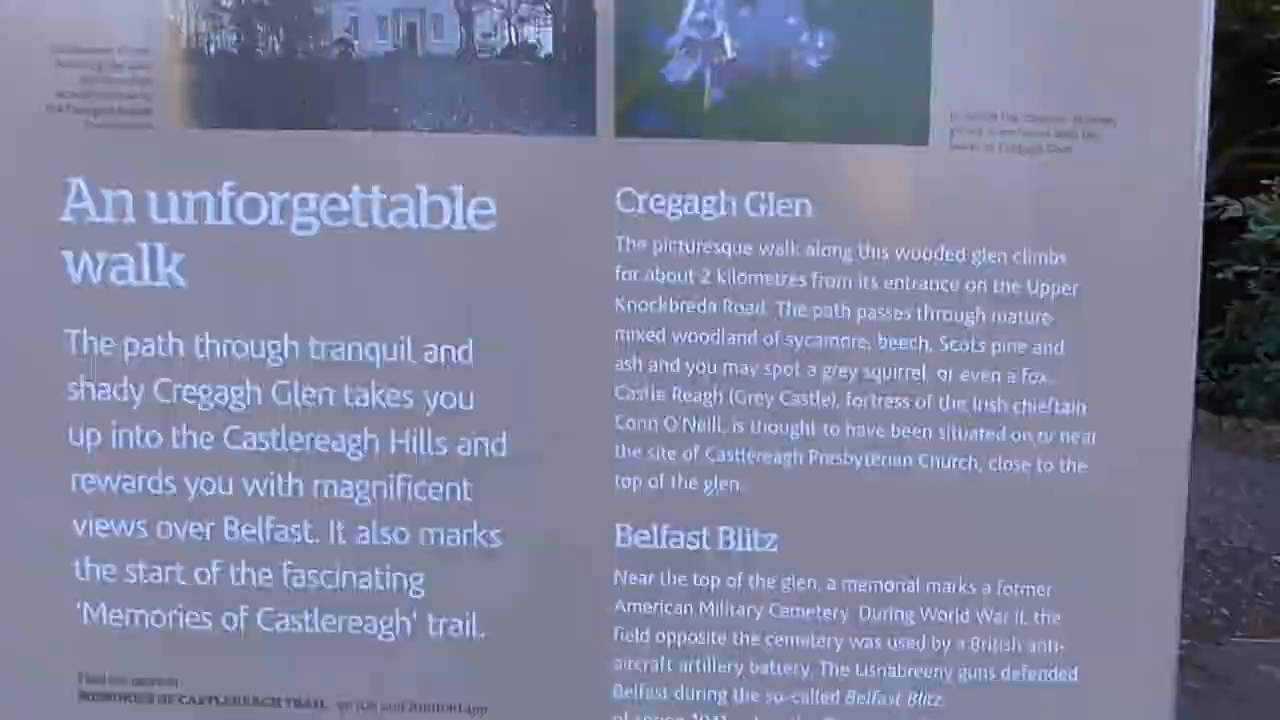 An unforgettable
walk
The path through tranquil and
shady Cregagh Glen takes you
up into the Castlereagh Hills and
rewards you with magnificent
views over Belfast. It also marks
the start of the fascinating
'Memories of Castlereagh' trail.
MEMORIES OF CASTLEREAGH TRAIL
Cregagh Glen
The picturesque walk along this wooded glen climbs
for about 2 kilometres from its entrance on the Upper
Knockbreda Road. The path passes through mature
mixed woodland of sycamore, beech, Scots pine and
ash and you may spot a grey squirrel, or even a fox.
Castle Reagh (Grey Castle), fortress of the Irish chieftain
Conn O'Neill, is thought to have been situated on or near
the site of Castlereagh Presbyterian Church, close to the
top of the glen.
Belfast Blitz
Near the top of the glen, a memorial marks a former
American Military Cemetery. During World War II, the
field opposite the cemetery was used by a British anti-
aircraft artillery battery. The Lisnabreeny guns defended
Belfast during the so-called Belfast Blitz